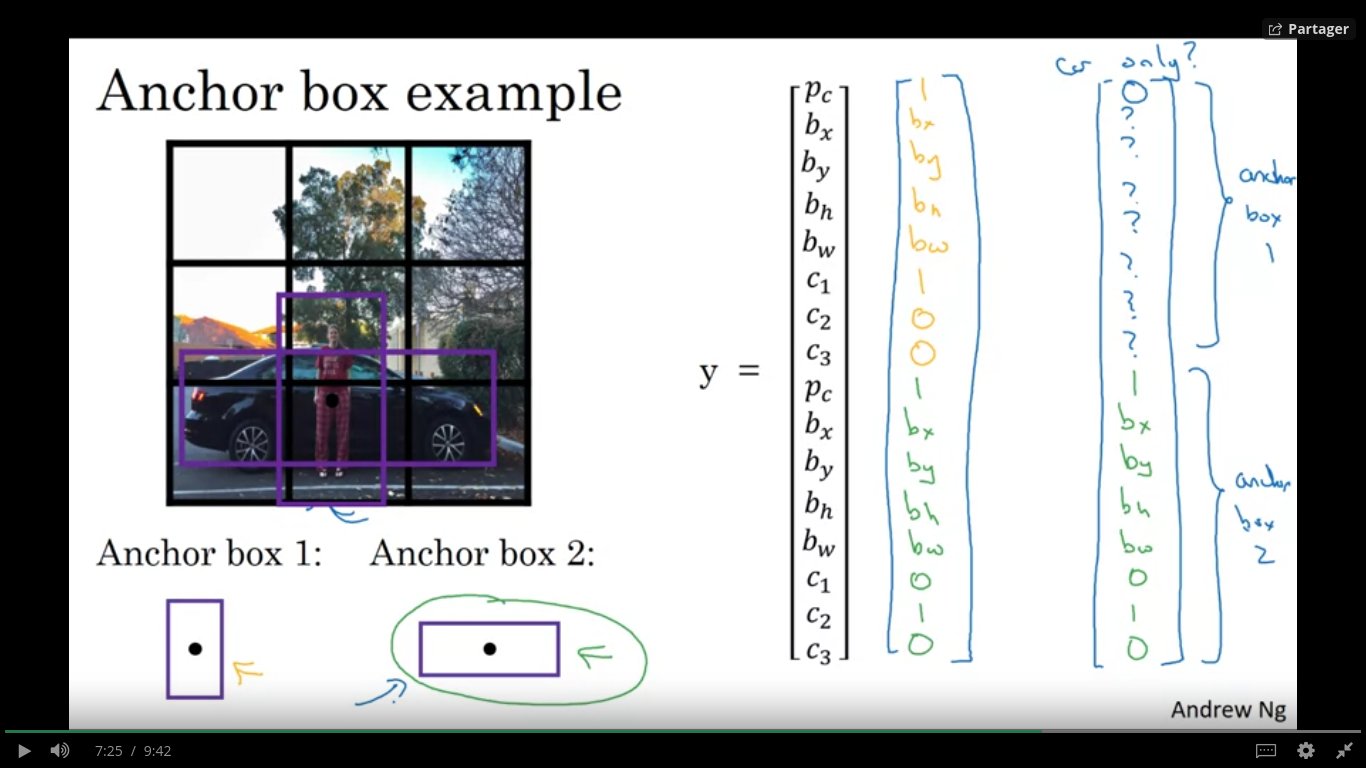 Partager
Anchor box example
car only?
y =
p_c 1 0
b_x bx ?
b_y by ?
b_h bh ?
b_w bw ?
c_1 1 ?
c_2 0 ?
c_3 0 ?
anchor
box
1
p_c 1 1
b_x bx bx
b_y by by
b_h bh bh
b_w bw bw
c_1 0 0
c_2 1 1
c_3 0 0
anchor
box
2
Anchor box 1: Anchor box 2:
Andrew Ng
7:25 / 9:42